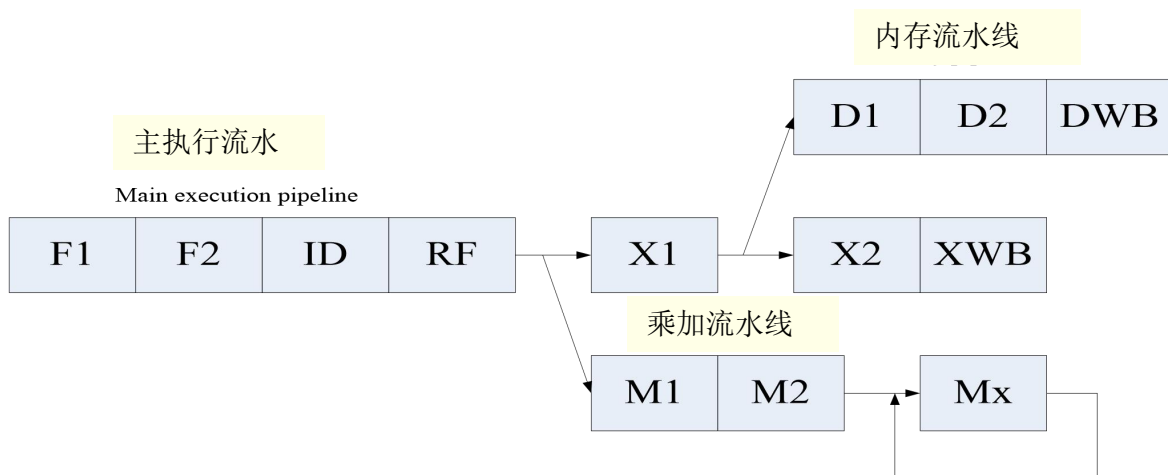 内存流水线
D1 D2 DWB
主执行流水
Main execution pipeline
F1 F2 ID RF X1 X2 XWB
乘加流水线
M1 M2 Mx